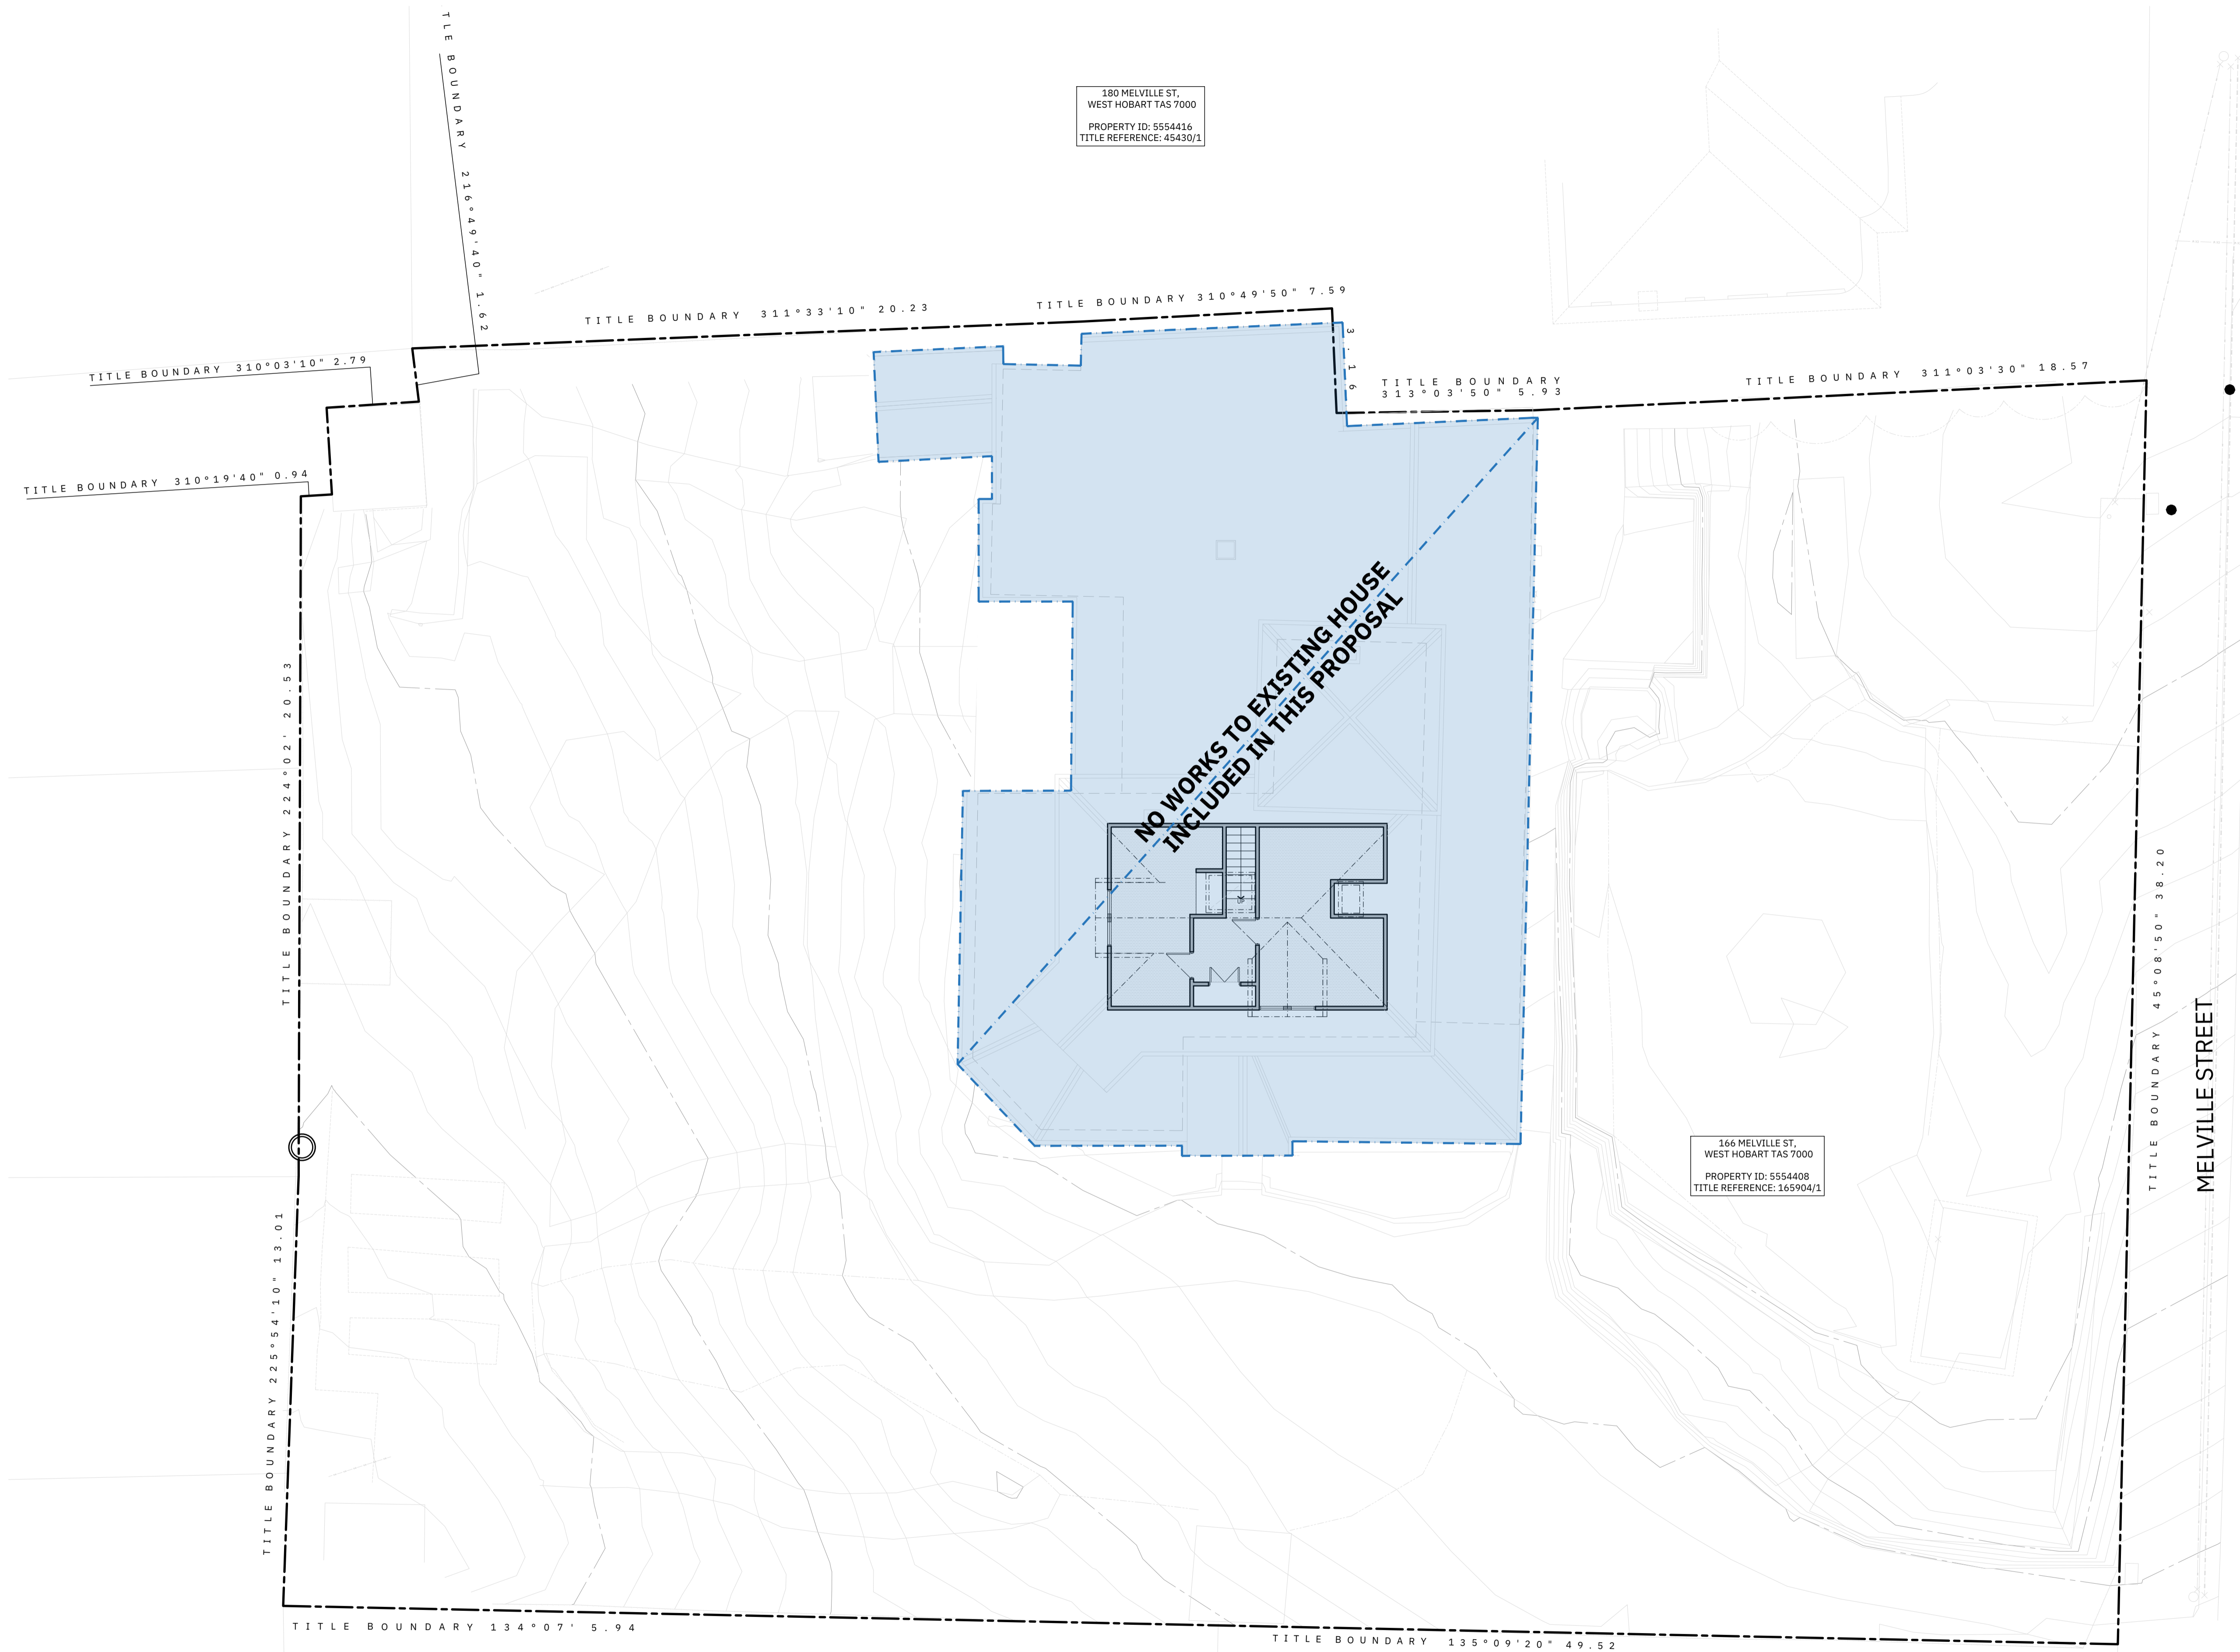 TLE BOUNDARY 216°49'40" 1.62
180 MELVILLE ST,
WEST HOBART TAS 7000
PROPERTY ID: 5554416
TITLE REFERENCE: 45430/1
TITLE BOUNDARY 311°33'10" 20.23
TITLE BOUNDARY 310°49'50" 7.59
3.16
TITLE BOUNDARY
313°03'50" 5.93
TITLE BOUNDARY 311°03'30" 18.57
TITLE BOUNDARY 310°03'10" 2.79
TITLE BOUNDARY 310°19'40" 0.94
TITLE BOUNDARY 224°02' 20.53
NO WORKS TO EXISTING HOUSE
INCLUDED IN THIS PROPOSAL
TITLE BOUNDARY 45°08'50" 38.20
MELVILLE STREET
166 MELVILLE ST,
WEST HOBART TAS 7000
PROPERTY ID: 5554408
TITLE REFERENCE: 165904/1
TITLE BOUNDARY 225°54'10" 13.01
TITLE BOUNDARY 134°07' 5.94
TITLE BOUNDARY 135°09'20" 49.52